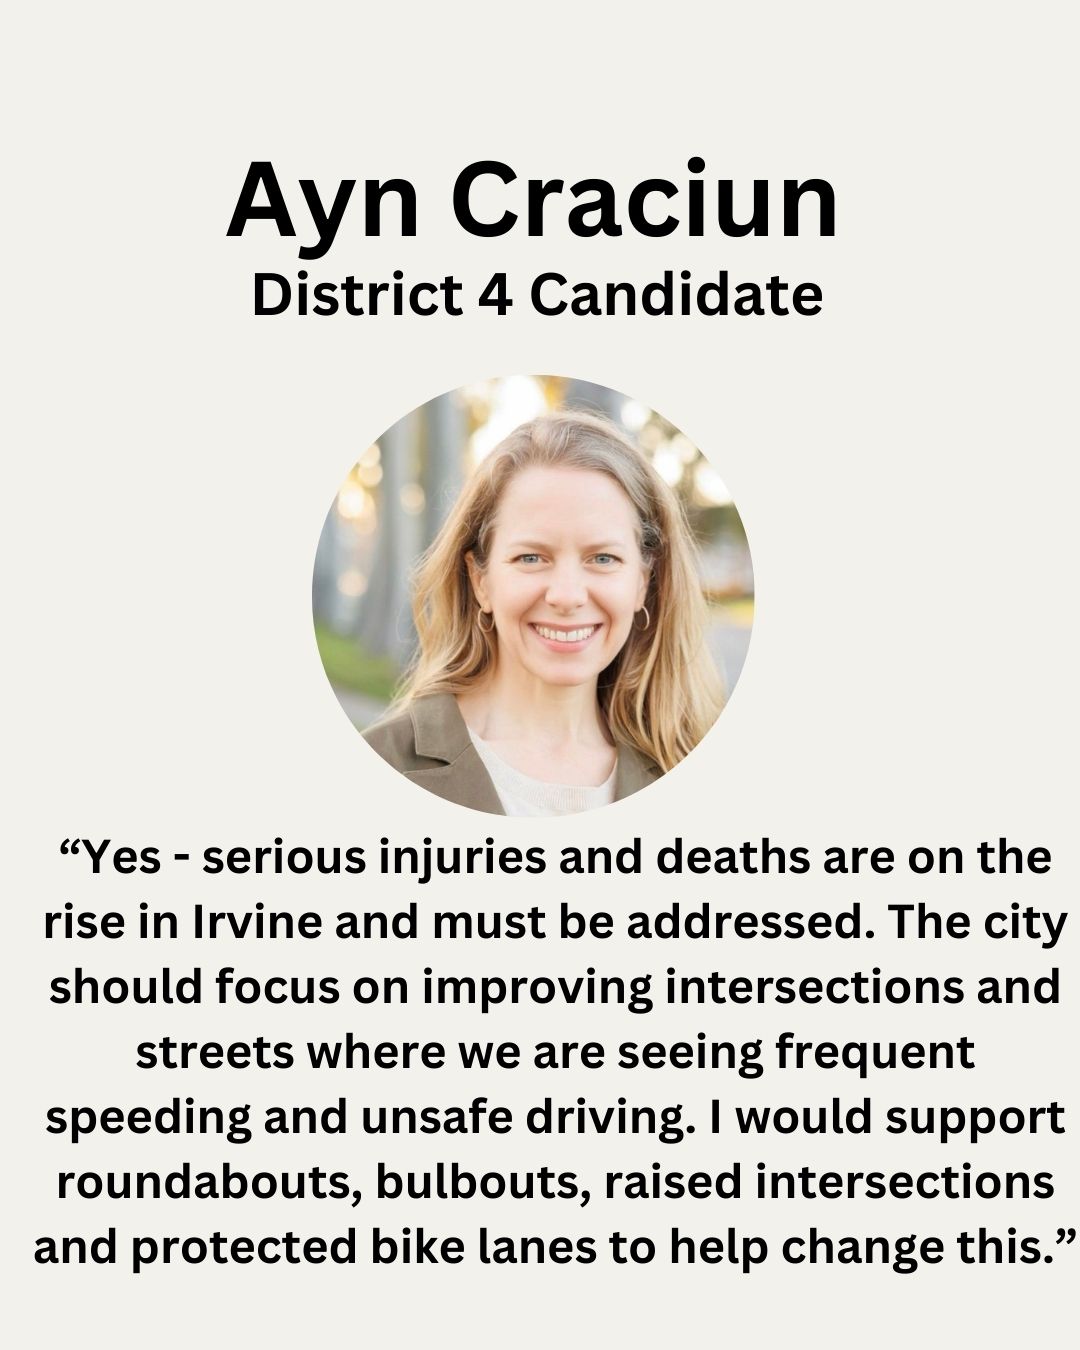 Ayn Craciun
District 4 Candidate
“Yes - serious injuries and deaths are on the
rise in Irvine and must be addressed. The city
should focus on improving intersections and
streets where we are seeing frequent
speeding and unsafe driving. I would support
roundabouts, bulbouts, raised intersections
and protected bike lanes to help change this.”